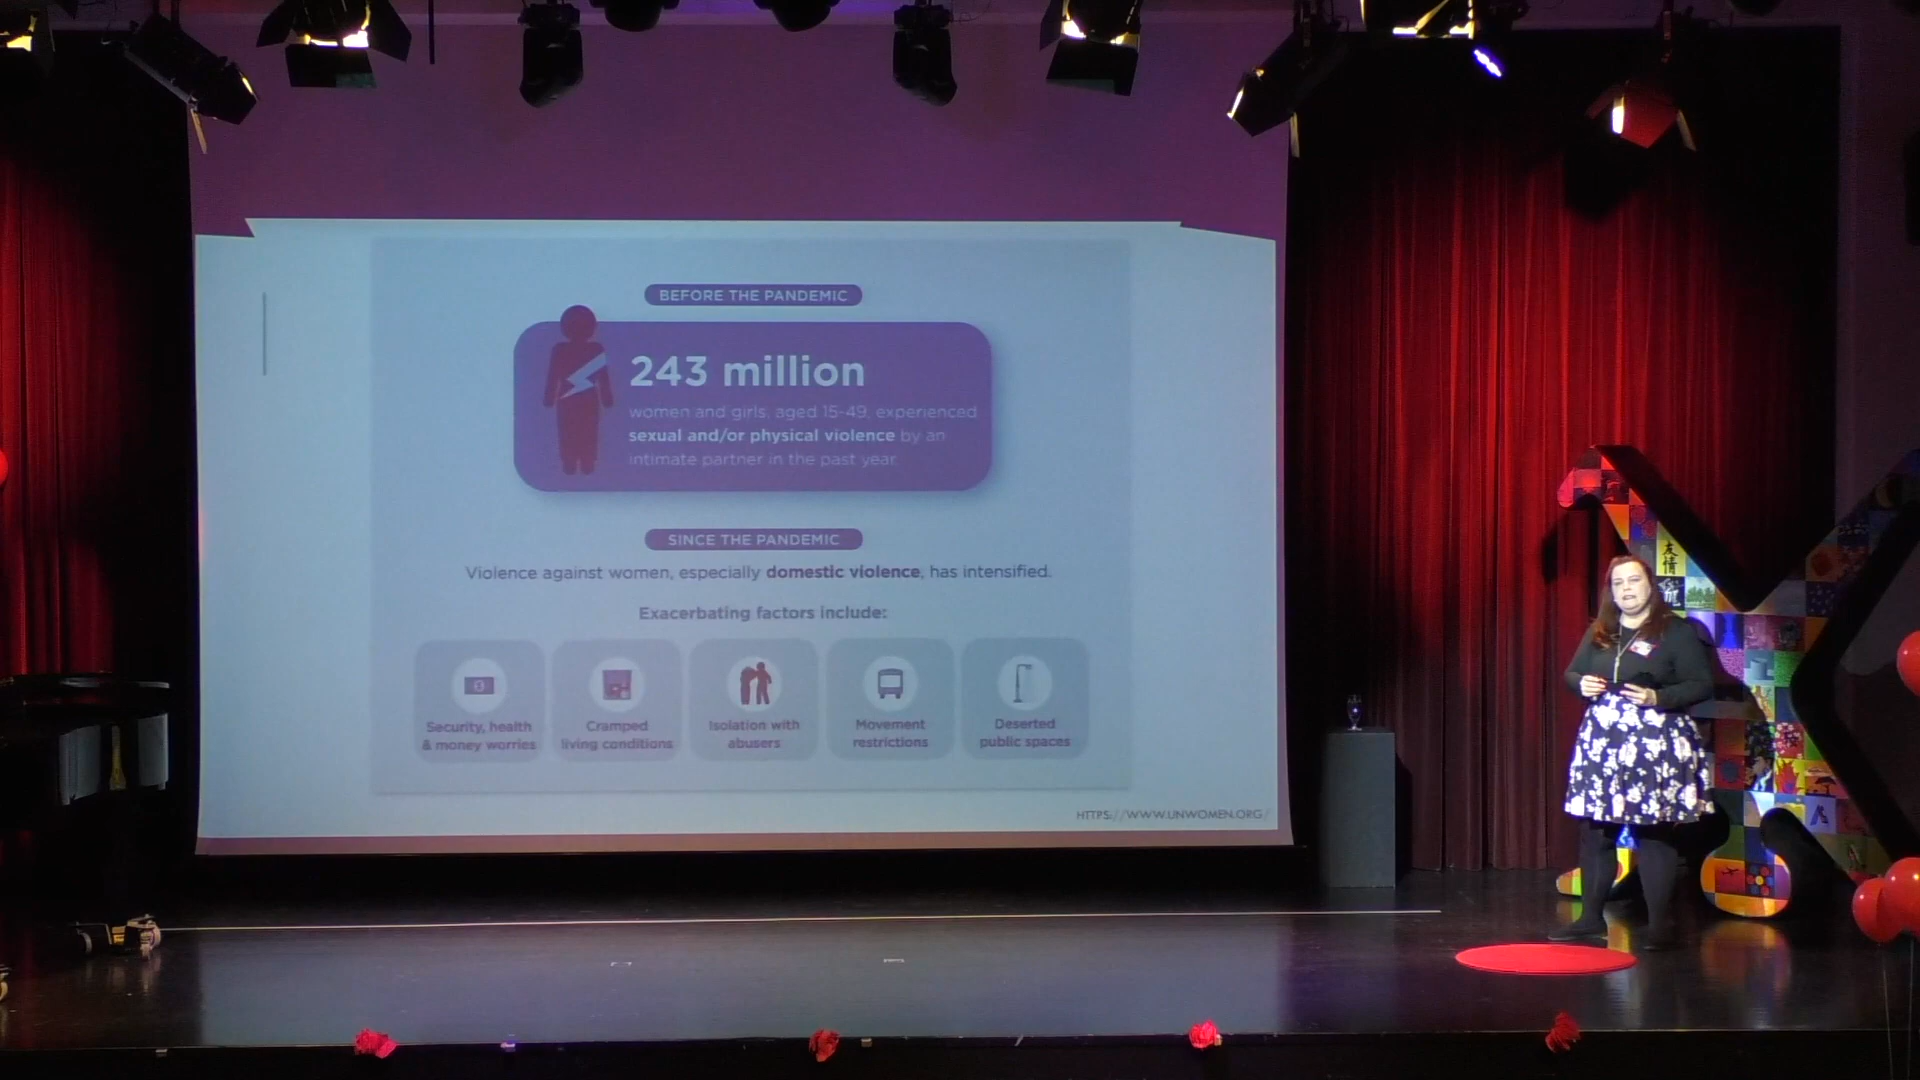 BEFORE THE PANDEMIC
243 million
women and girls, aged 15-49, experienced
sexual and/or physical violence by an
intimate partner in the past year.
SINCE THE PANDEMIC
Violence against women, especially domestic violence, has intensified.
Exacerbating factors include:
Security, health
& money worries
Cramped
living conditions
Isolation with
abusers
Movement
restrictions
Deserted
public spaces
HTTPS://WWW.UNWOMEN.ORG/
友
情